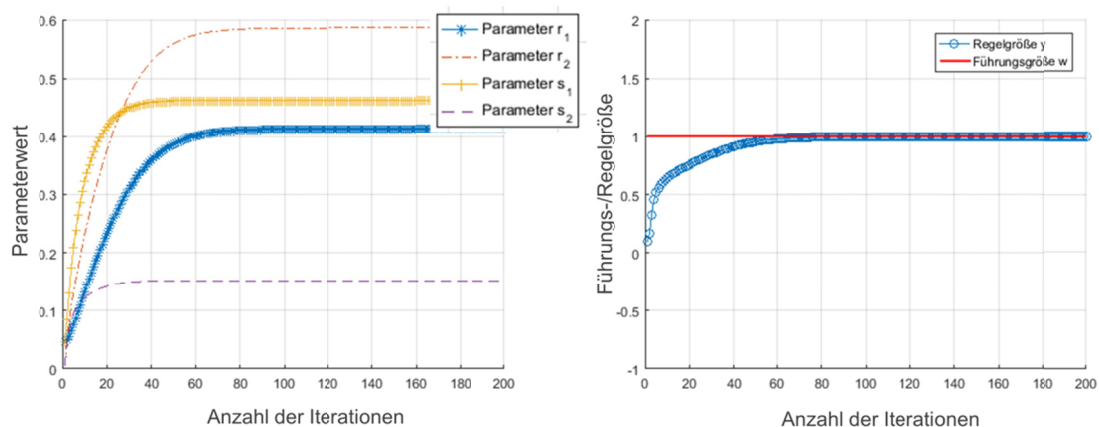 0.6
0.5
0.4
0.3
0.2
0.1
0
0 20 40 60 80 100 120 140 160 180 200
Parameterwert
Anzahl der Iterationen
Parameter r1
Parameter r2
Parameter s1
Parameter s2
2
1.5
1
0.5
0
-0.5
-1
0 20 40 60 80 100 120 140 160 180 200
Führungs-/Regelgröße
Anzahl der Iterationen
Regelgröße y
Führungsgröße w